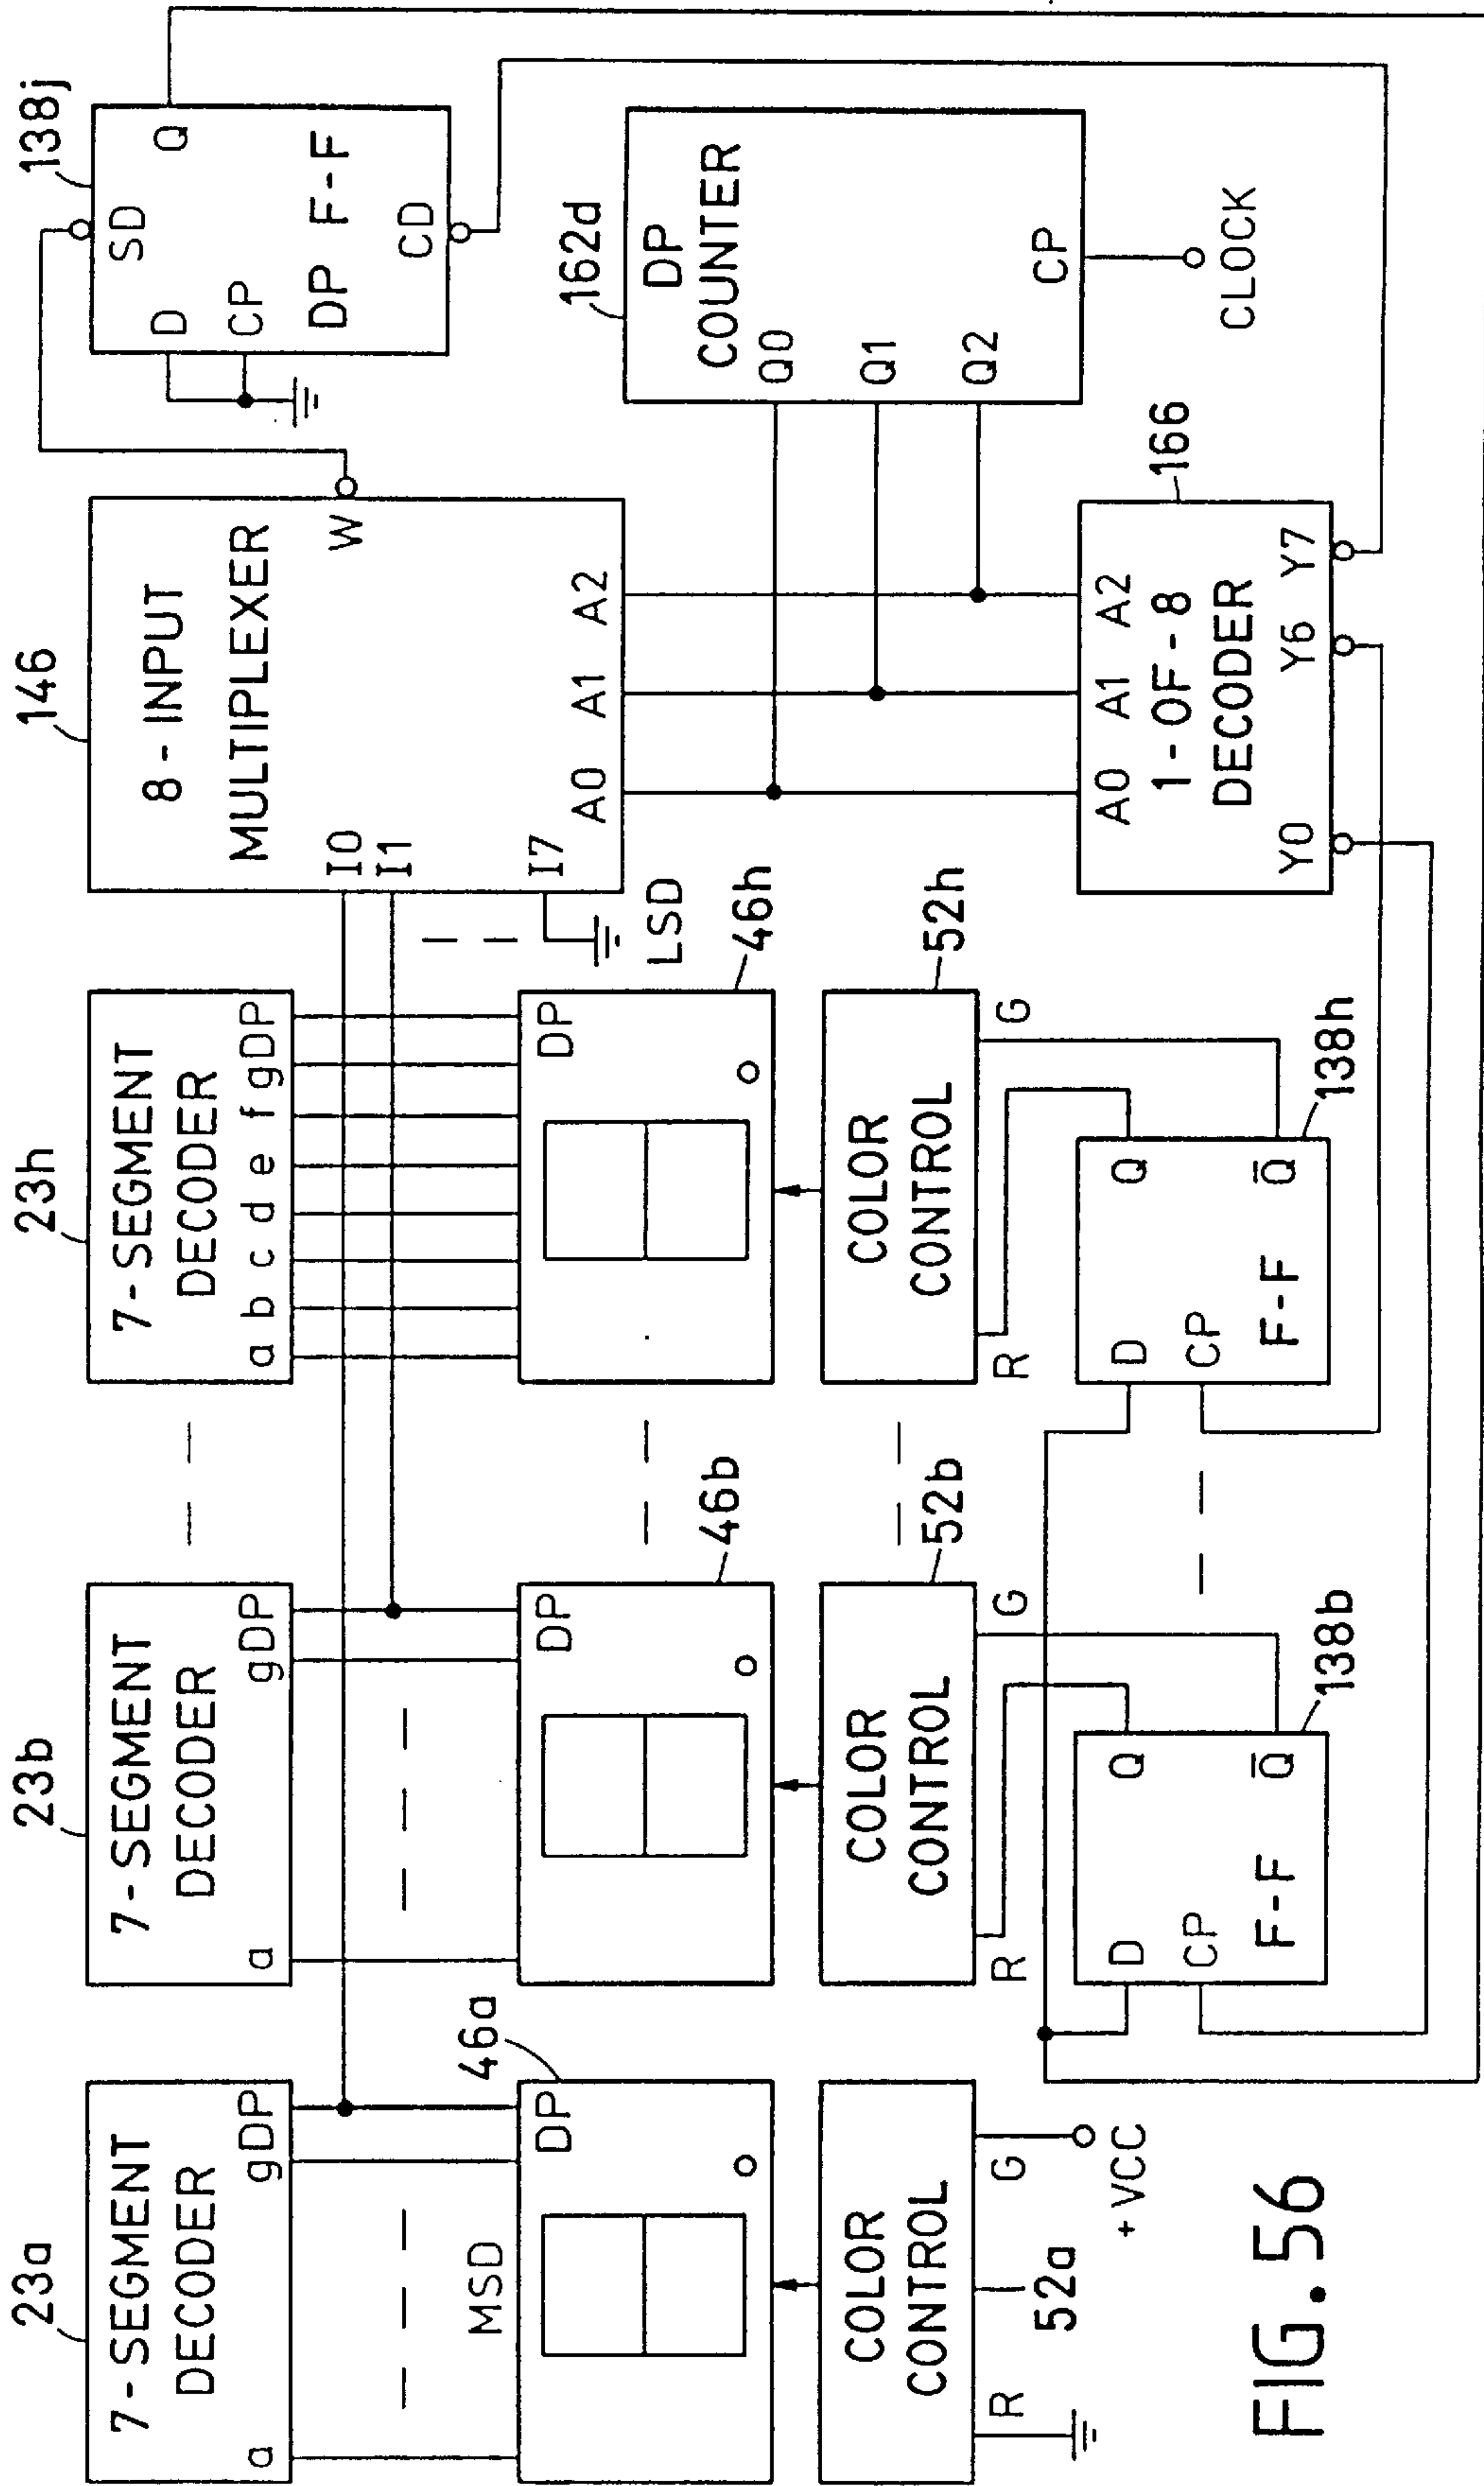 23a
7-SEGMENT
DECODER
a
gDP
23b
7-SEGMENT
DECODER
a
gDP
23h
7-SEGMENT
DECODER
a b c d e f gDP
146
8-INPUT
MULTIPLEXER
I0
I1
I7
W
A0 A1 A2
138j
SD
D
Q
CP
DP F-F
CD
MSD
46a
DP
46b
DP
LSD
46h
DP
162d
DP
COUNTER
Q0
Q1
Q2
CP
CLOCK
COLOR
CONTROL
R
G
52a
+VCC
COLOR
CONTROL
52b
R
G
COLOR
CONTROL
52h
R
G
D
Q
CP
F-F
Q̅
138b
D
Q
CP
F-F
Q̅
138h
166
A0 A1 A2
1-OF-8
DECODER
Y0 Y6 Y7
FIG. 56